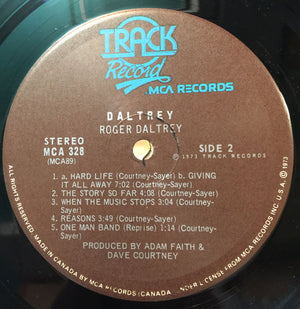 TRACK
Record
MCA RECORDS
DALTREY
ROGER DALTREY
STEREO
MCA 328
(MCA89)
SIDE 2
℗ 1973 TRACK RECORDS
1. a. HARD LIFE (Courtney-Sayer) b. GIVING
IT ALL AWAY 7:02 (Courtney-Sayer)
2. THE STORY SO FAR 4:08 (Courtney-Sayer)
3. WHEN THE MUSIC STOPS 3:04 (Courtney-
Sayer)
4. REASONS 3:49 (Courtney-Sayer)
5. ONE MAN BAND (Reprise) 1:14 (Courtney-
Sayer)
PRODUCED BY ADAM FAITH &
DAVE COURTNEY
ALL RIGHTS RESERVED. MADE IN CANADA BY MCA RECORDS (CANADA) UNDER LICENSE FROM MCA RECORDS INC. U.S.A. © 1973